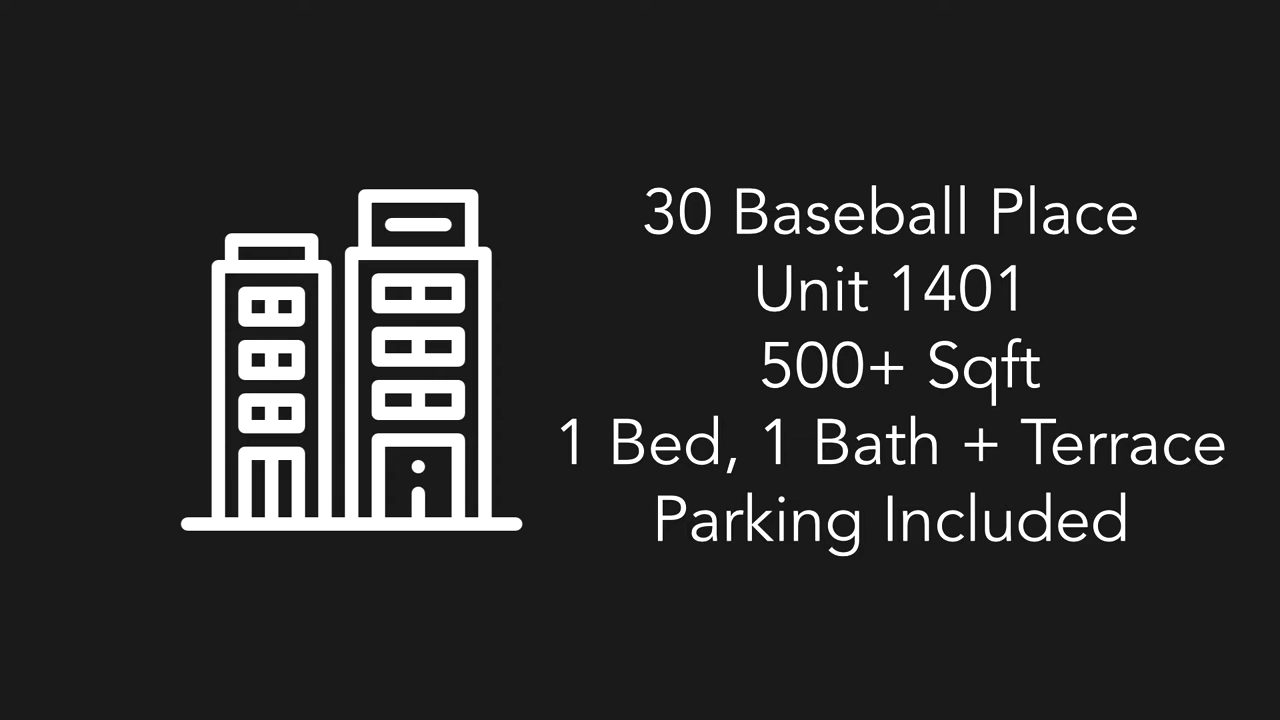 30 Baseball Place
Unit 1401
500+ Sqft
1 Bed, 1 Bath + Terrace
Parking Included